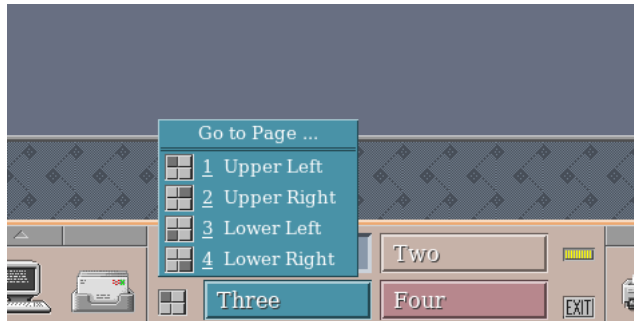 Go to Page ...
1 Upper Left
2 Upper Right
3 Lower Left
4 Lower Right
Two
Three
Four
EXIT